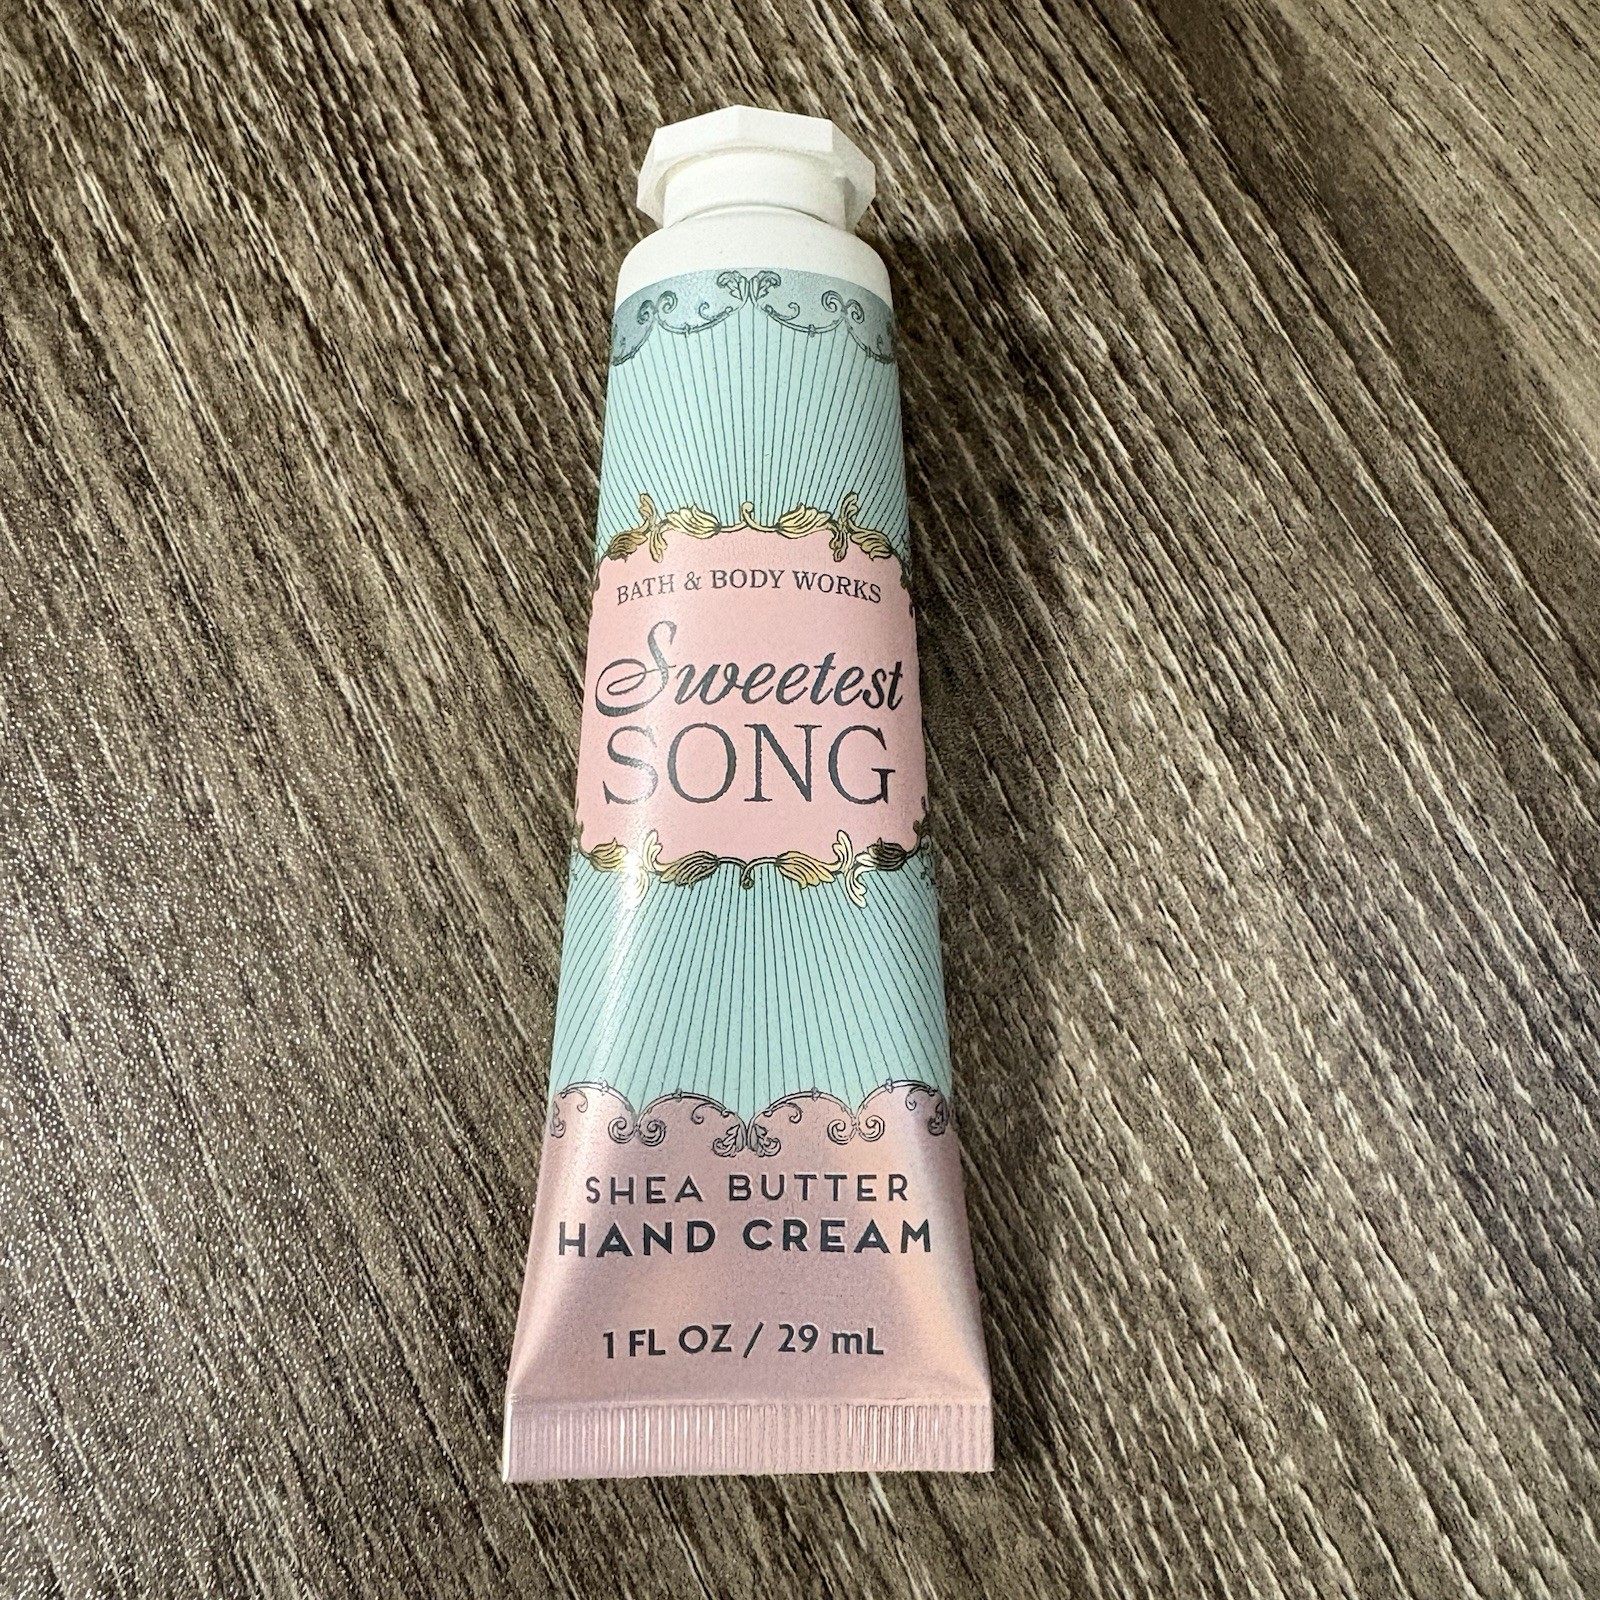 BATH & BODY WORKS
Sweetest
SONG
SHEA BUTTER
HAND CREAM
1 FL OZ / 29 mL